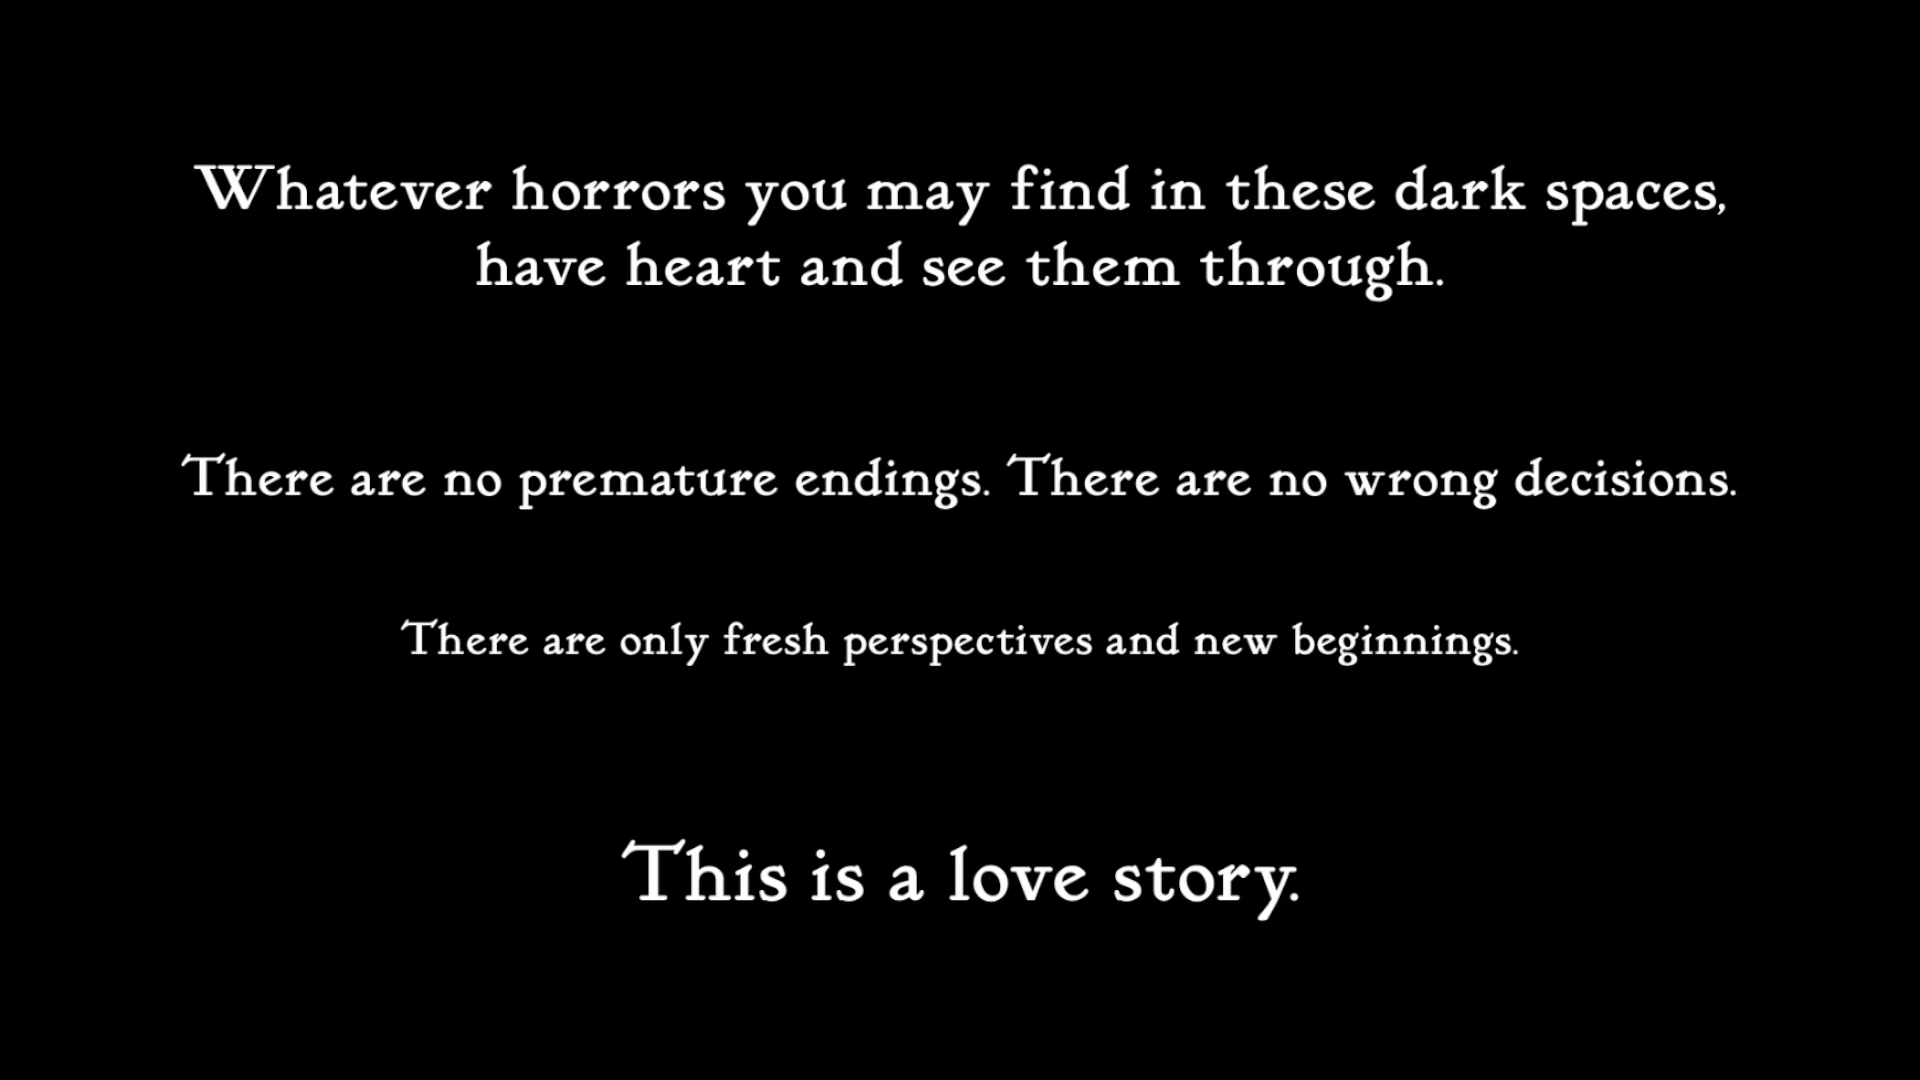 Whatever horrors you may find in these dark spaces,
have heart and see them through.
There are no premature endings. There are no wrong decisions.
There are only fresh perspectives and new beginnings.
This is a love story.